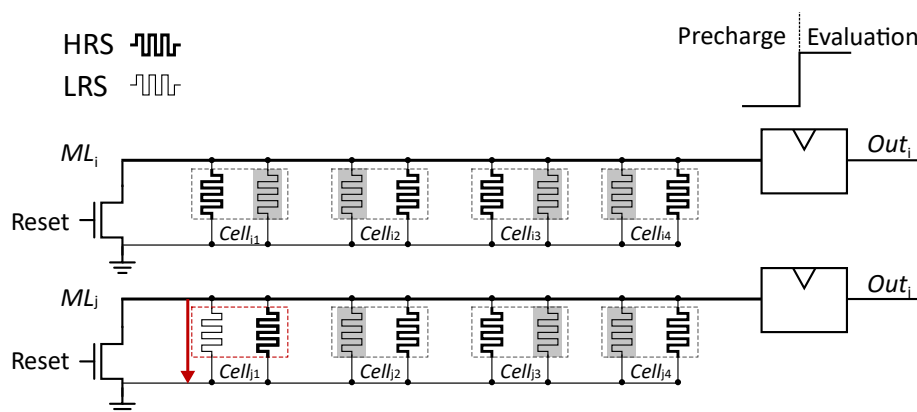 HRS
Precharge Evaluation
LRS
MLi Outi
Reset
Celli1 Celli2 Celli3 Celli4
MLj Outj
Reset
Cellj1 Cellj2 Cellj3 Cellj4